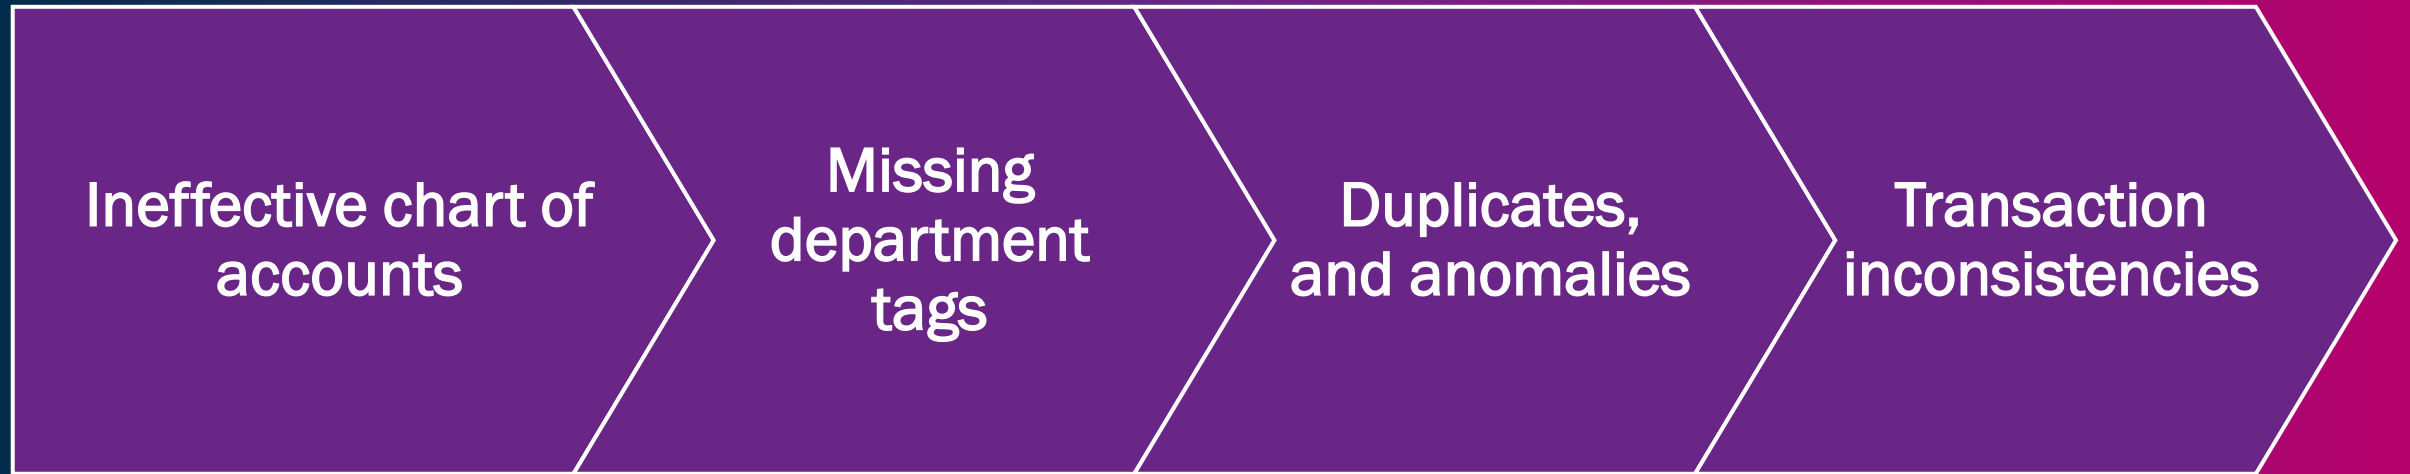 Ineffective chart of
accounts
Missing
department
tags
Duplicates,
and anomalies
Transaction
inconsistencies